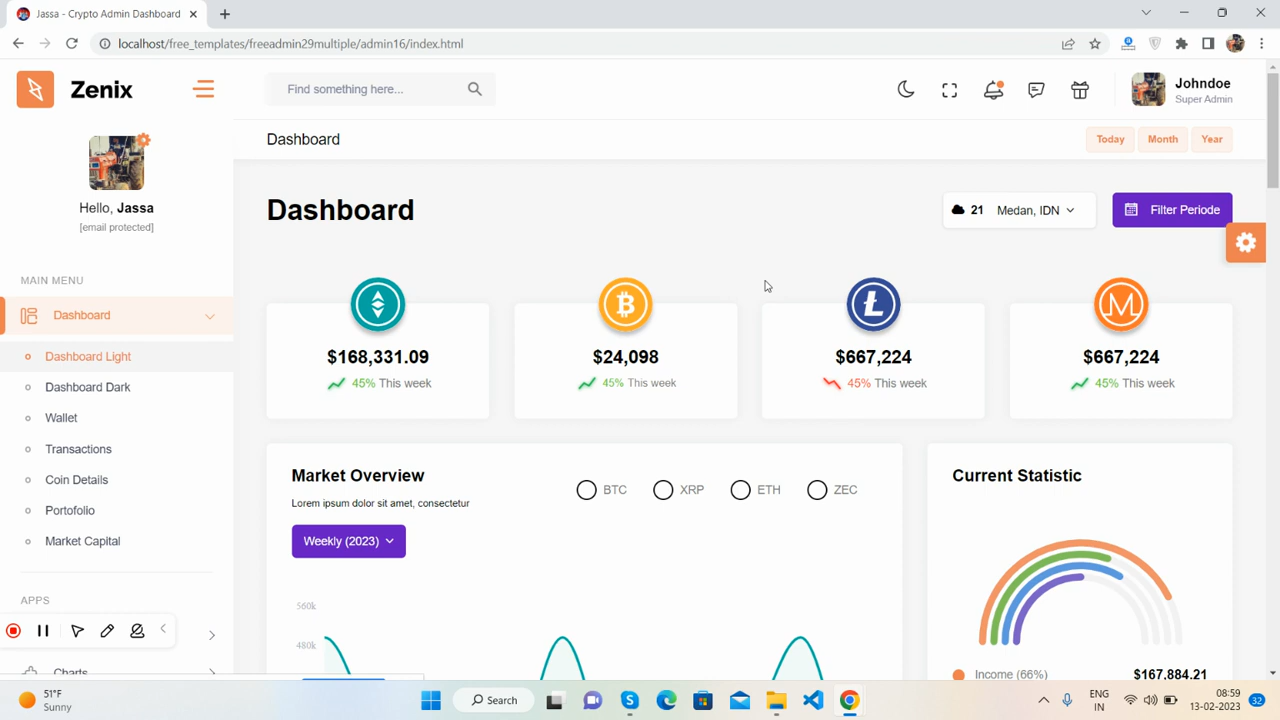 Jassa - Crypto Admin Dashboard
localhost/free_templates/freeadmin29multiple/admin16/index.html
Zenix
Find something here...
Johndoe
Super Admin
Dashboard
Today
Month
Year
Hello, Jassa
[email protected]
Dashboard
21 Medan, IDN
Filter Periode
MAIN MENU
Dashboard
Dashboard Light
Dashboard Dark
Wallet
Transactions
Coin Details
Portofolio
Market Capital
APPS
Charts
$168,331.09
45% This week
$24,098
45% This week
$667,224
45% This week
$667,224
45% This week
Market Overview
Lorem ipsum dolor sit amet, consectetur
BTC
XRP
ETH
ZEC
Weekly (2023)
560k
480k
Current Statistic
Income (66%)
$167,884.21
51°F
Sunny
Search
ENG
IN
08:59
13-02-2023
32